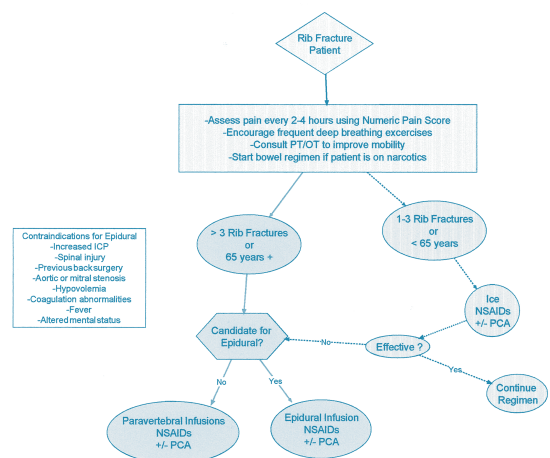 Rib Fracture
Patient
-Assess pain every 2-4 hours using Numeric Pain Score
-Encourage frequent deep breathing excercises
-Consult PT/OT to improve mobility
-Start bowel regimen if patient is on narcotics
> 3 Rib Fractures
or
65 years +
1-3 Rib Fractures
or
< 65 years
Contraindications for Epidural
-Increased ICP
-Spinal injury
-Previous back surgery
-Aortic or mitral stenosis
-Hypovolemia
-Coagulation abnormalities
-Fever
-Altered mental status
Ice
NSAIDs
+/- PCA
Candidate for
Epidural?
No
Effective ?
Yes
Continue
Regimen
No
Yes
Paravertebral Infusions
NSAIDs
+/- PCA
Epidural Infusion
NSAIDs
+/- PCA